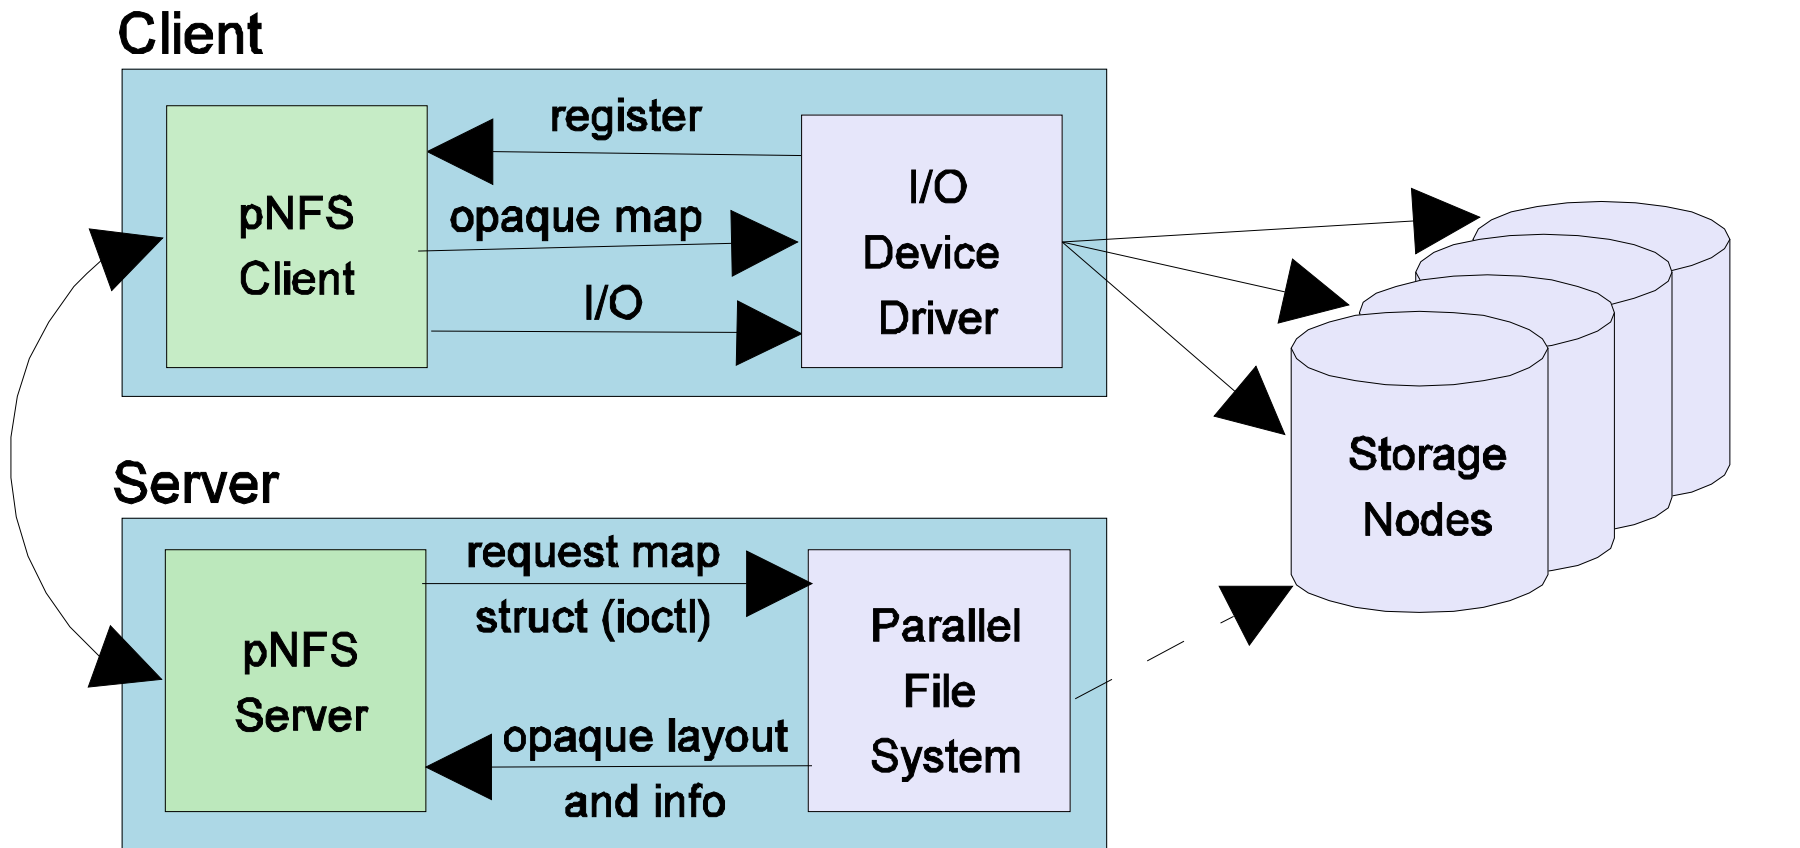 Client
register
pNFS
Client
opaque map
I/O
I/O
Device
Driver
Storage
Nodes
Server
request map
struct (ioctl)
pNFS
Server
opaque layout
and info
Parallel
File
System